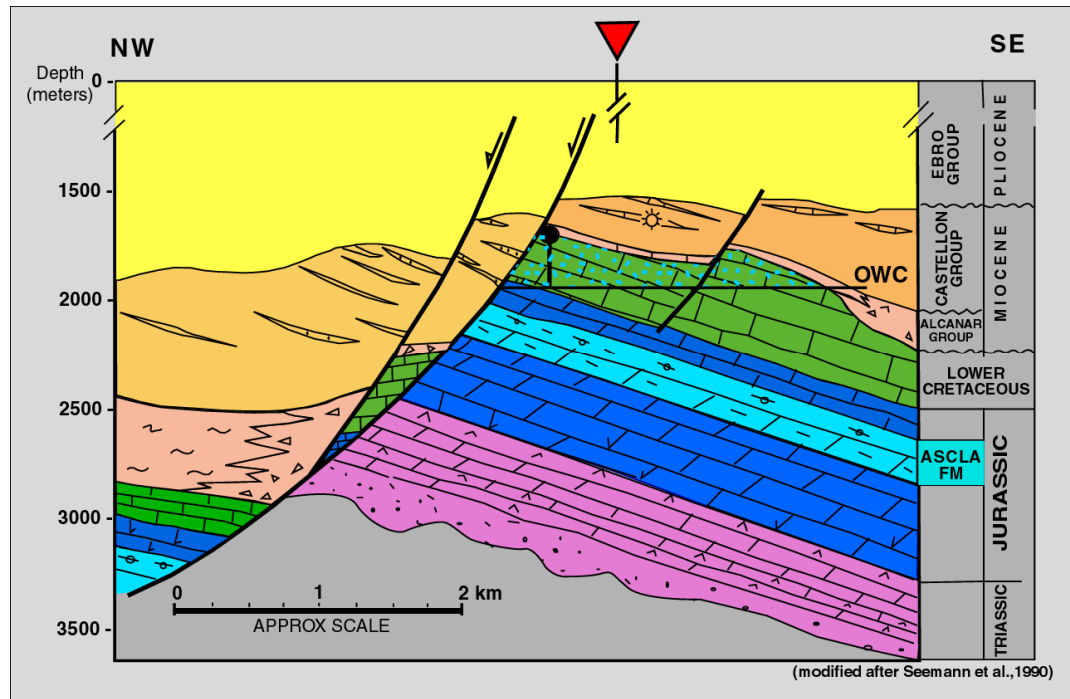 NW
SE
Depth
(meters)
0
1500
2000
2500
3000
3500
OWC
EBRO
GROUP
PLIOCENE
CASTELLON
GROUP
MIOCENE
ALCANAR
GROUP
LOWER
CRETACEOUS
ASCLA
FM
JURASSIC
TRIASSIC
0 1 2 km
APPROX SCALE
(modified after Seemann et al.,1990)